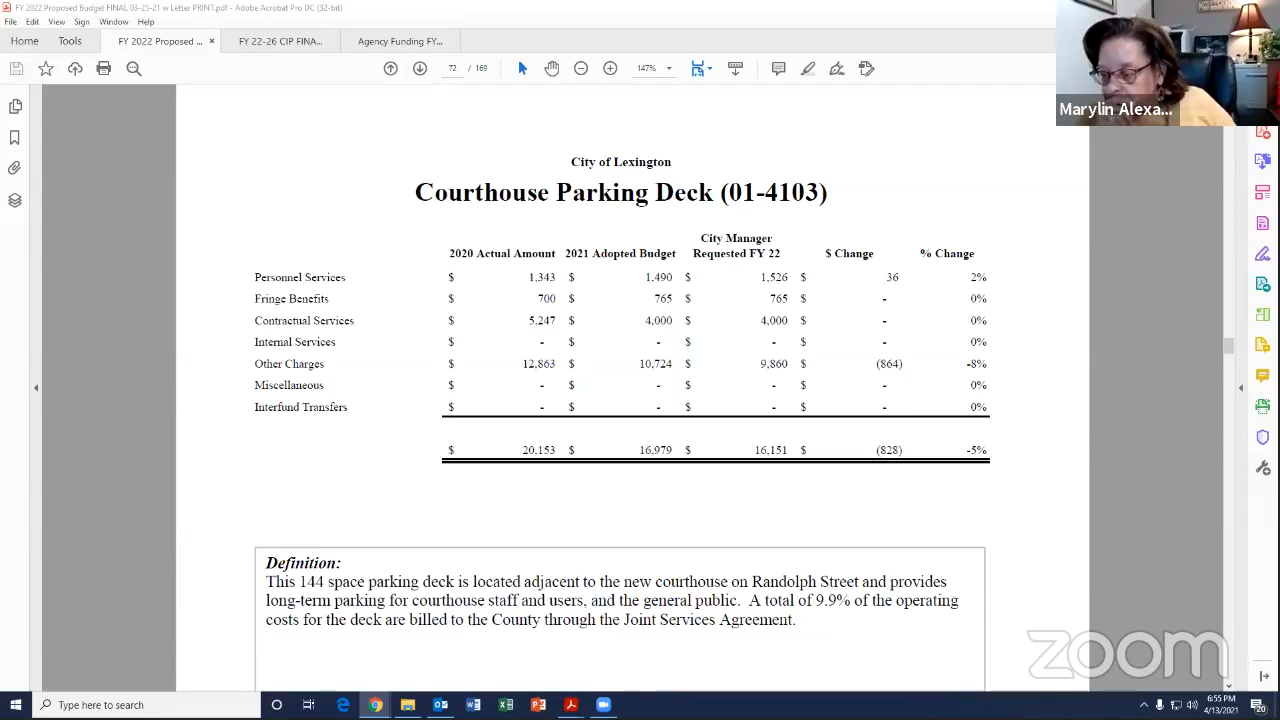 FY 2022 Proposed Budget FINAL 03-25-21 w Letter PRINT.pdf - Adobe Acrobat Pro DC (32-bit)
File Edit View Sign Window Help
Home Tools FY 2022 Proposed ... × FY 22-26 CIP FINA... Agency Funding FY...
72 / 169 147%
Marylin Alexa...
City of Lexington
Courthouse Parking Deck (01-4103)
City Manager
2020 Actual Amount 2021 Adopted Budget Requested FY 22 $ Change % Change
Personnel Services $ 1,343 $ 1,490 $ 1,526 $ 36 2%
Fringe Benefits $ 700 $ 765 $ 765 $ - 0%
Contractual Services $ 5,247 $ 4,000 $ 4,000 $ - 0%
Internal Services $ - $ - $ - $ - 0%
Other Charges $ 12,863 $ 10,724 $ 9,860 $ (864) -8%
Miscellaneous $ - $ - $ - $ - 0%
Interfund Transfers $ - $ - $ - $ - 0%
$ 20,153 $ 16,979 $ 16,151 $ (828) -5%
Definition:
This 144 space parking deck is located adjacent to the new courthouse on Randolph Street and provides
long-term parking for courthouse staff and users, and the general public. A total of 9.9% of the operating
costs for the deck are billed to the County through the Joint Services Agreement.
zoom
Type here to search
6:55 PM
4/13/2021
20